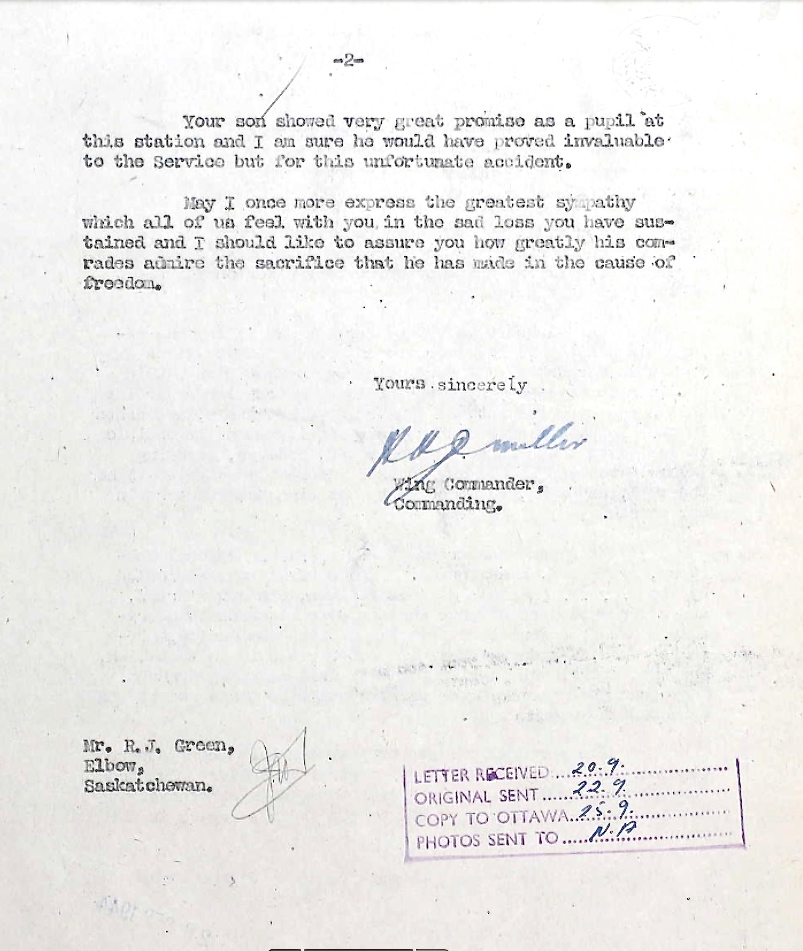 -2-
Your son showed very great promise as a pupil at
this station and I am sure he would have proved invaluable
to the Service but for this unfortunate accident.
May I once more express the greatest sympathy
which all of us feel with you in the sad loss you have sus-
tained and I should like to assure you how greatly his com-
rades admire the sacrifice that he has made in the cause of
freedom.
Yours sincerely
Miller
Wing Commander,
Commanding.
Mr. R.J. Green,
Elbow,
Saskatchewan.
LETTER RECEIVED ... 20.9.
ORIGINAL SENT ..... 22.9
COPY TO OTTAWA.. 25.9.
PHOTOS SENT TO ..... N.A